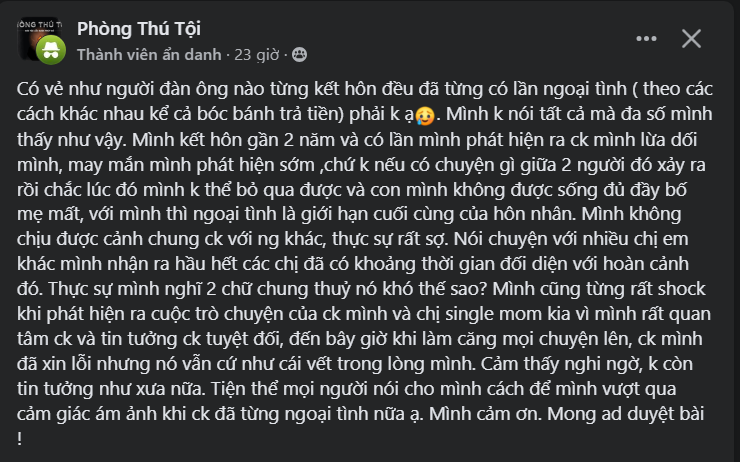 HÒNG THÚ TỘ
Phòng Thú Tội
Thành viên ẩn danh · 23 giờ ·
Có vẻ như người đàn ông nào từng kết hôn đều đã từng có lần ngoại tình ( theo các
cách khác nhau kể cả bóc bánh trả tiền) phải k ạ🥲. Mình k nói tất cả mà đa số mình
thấy như vậy. Mình kết hôn gần 2 năm và có lần mình phát hiện ra ck mình lừa dối
mình, may mắn mình phát hiện sớm ,chứ k nếu có chuyện gì giữa 2 người đó xảy ra
rồi chắc lúc đó mình k thể bỏ qua được và con mình không được sống đủ đầy bố
mẹ mất, với mình thì ngoại tình là giới hạn cuối cùng của hôn nhân. Mình không
chịu được cảnh chung ck với ng khác, thực sự rất sợ. Nói chuyện với nhiều chị em
khác mình nhận ra hầu hết các chị đã có khoảng thời gian đối diện với hoàn cảnh
đó. Thực sự mình nghĩ 2 chữ chung thuỷ nó khó thế sao? Mình cũng từng rất shock
khi phát hiện ra cuộc trò chuyện của ck mình và chị single mom kia vì mình rất quan
tâm ck và tin tưởng ck tuyệt đối, đến bây giờ khi làm căng mọi chuyện lên, ck mình
đã xin lỗi nhưng nó vẫn cứ như cái vết trong lòng mình. Cảm thấy nghi ngờ, k còn
tin tưởng như xưa nữa. Tiện thể mọi người nói cho mình cách để mình vượt qua
cảm giác ám ảnh khi ck đã từng ngoại tình nữa ạ. Mình cảm ơn. Mong ad duyệt bài
!